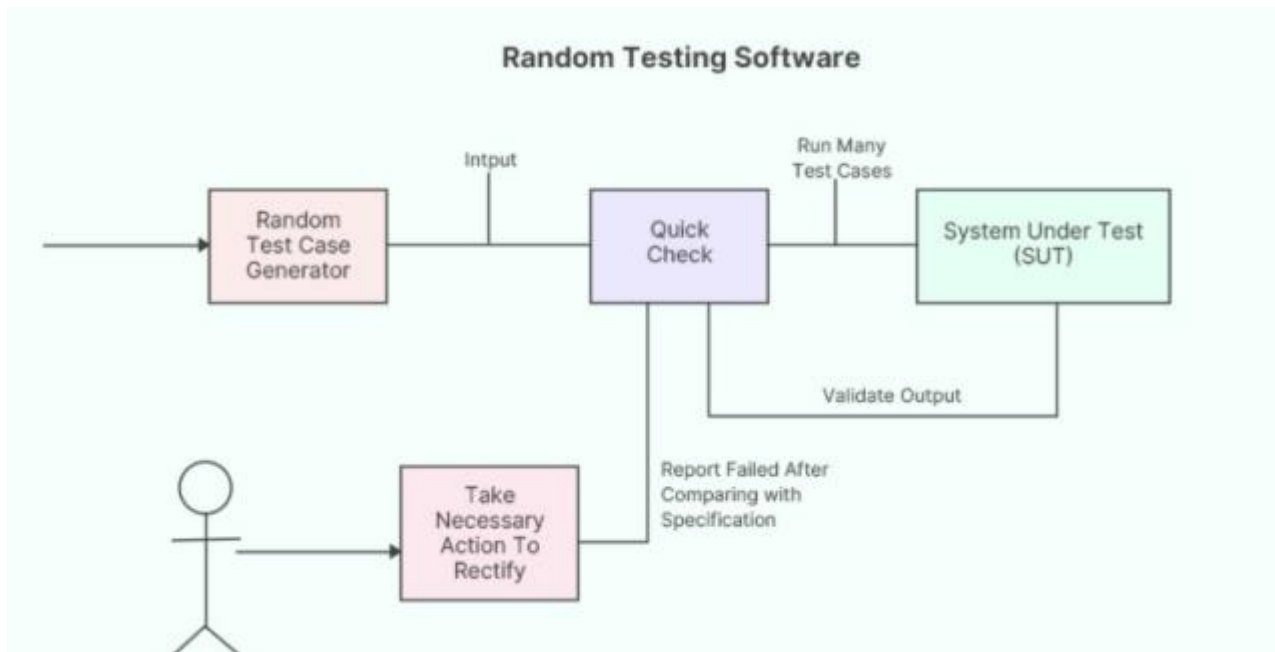 Random Testing Software
Intput
Run Many
Test Cases
Random
Test Case
Generator
Quick
Check
System Under Test
(SUT)
Validate Output
Report Failed After
Comparing with
Specification
Take
Necessary
Action To
Rectify